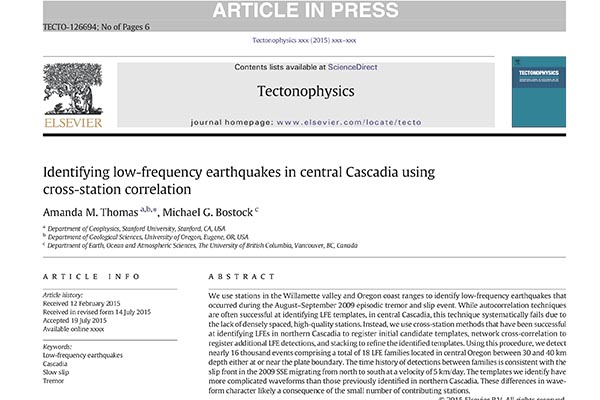 ARTICLE IN PRESS
TECTO-126694; No of Pages 6
Tectonophysics xxx (2015) xxx–xxx
Contents lists available at ScienceDirect
Tectonophysics
journal homepage: www.elsevier.com/locate/tecto
ELSEVIER
TECTONOPHYSICS
Identifying low-frequency earthquakes in central Cascadia using
cross-station correlation
Amanda M. Thomas a,b,*, Michael G. Bostock c
a Department of Geophysics, Stanford University, Stanford, CA, USA
b Department of Geological Sciences, University of Oregon, Eugene, OR, USA
c Department of Earth, Ocean and Atmospheric Sciences, The University of British Columbia, Vancouver, BC, Canada
ARTICLE INFO
Article history:
Received 12 February 2015
Received in revised form 14 July 2015
Accepted 19 July 2015
Available online xxxx
Keywords:
Low-frequency earthquakes
Cascadia
Slow slip
Tremor
ABSTRACT
We use stations in the Willamette valley and Oregon coast ranges to identify low-frequency earthquakes that
occurred during the August–September 2009 episodic tremor and slip event. While autocorrelation techniques
are often successful at identifying LFE templates, in central Cascadia, this technique systematically fails due to
the lack of densely spaced, high-quality stations. Instead, we use cross-station methods that have been successful
at identifying LFEs in northern Cascadia to register initial candidate templates, network cross-correlation to
register additional LFE detections, and stacking to refine the identified templates. Using this procedure, we detect
nearly 16 thousand events comprising a total of 18 LFE families located in central Oregon between 30 and 40 km
depth either at or near the plate boundary. The time history of detections between families is consistent with the
slip front in the 2009 SSE migrating from north to south at a velocity of 5 km/day. The templates we identify have
more complicated waveforms than those previously identified in northern Cascadia. These differences in wave-
form character likely a consequence of the small number of contributing stations.
© 2015 Elsevier B.V. All rights reserved.